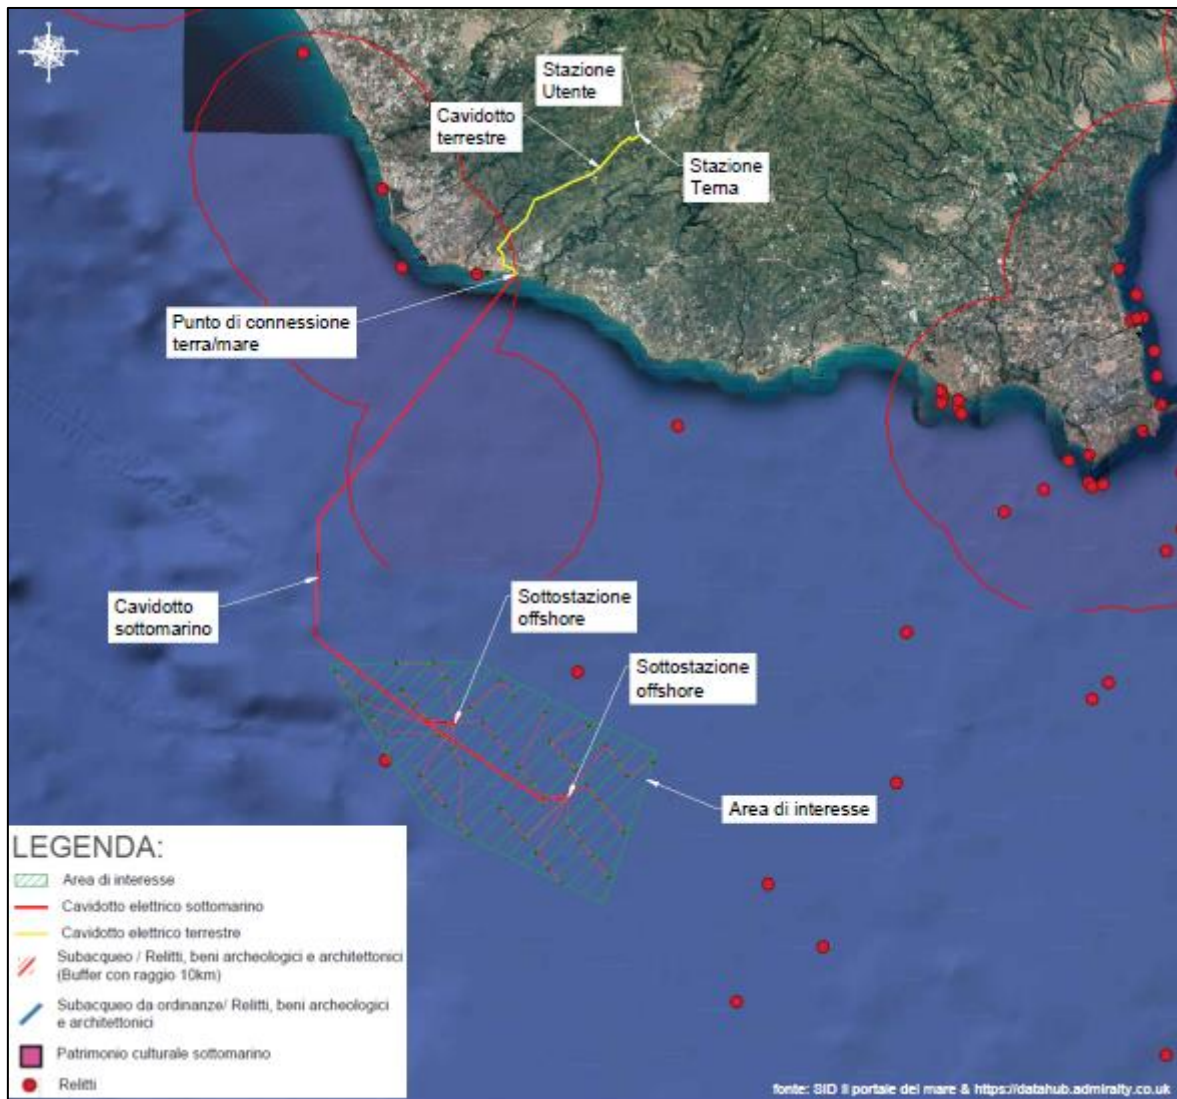 Stazione
Utente
Cavidotto
terrestre
Stazione
Terna
Punto di connessione
terra/mare
Cavidotto
sottomarino
Sottostazione
offshore
Sottostazione
offshore
Area di interesse
LEGENDA:
Area di interesse
Cavidotto elettrico sottomarino
Cavidotto elettrico terrestre
Subacqueo / Relitti, beni archeologici e architettonici
(Buffer con raggio 10km)
Subacqueo da ordinanze/ Relitti, beni archeologici
e architettonici
Patrimonio culturale sottomarino
Relitti
fonte: SID Il portale del mare & https://datahub.admiralty.co.uk